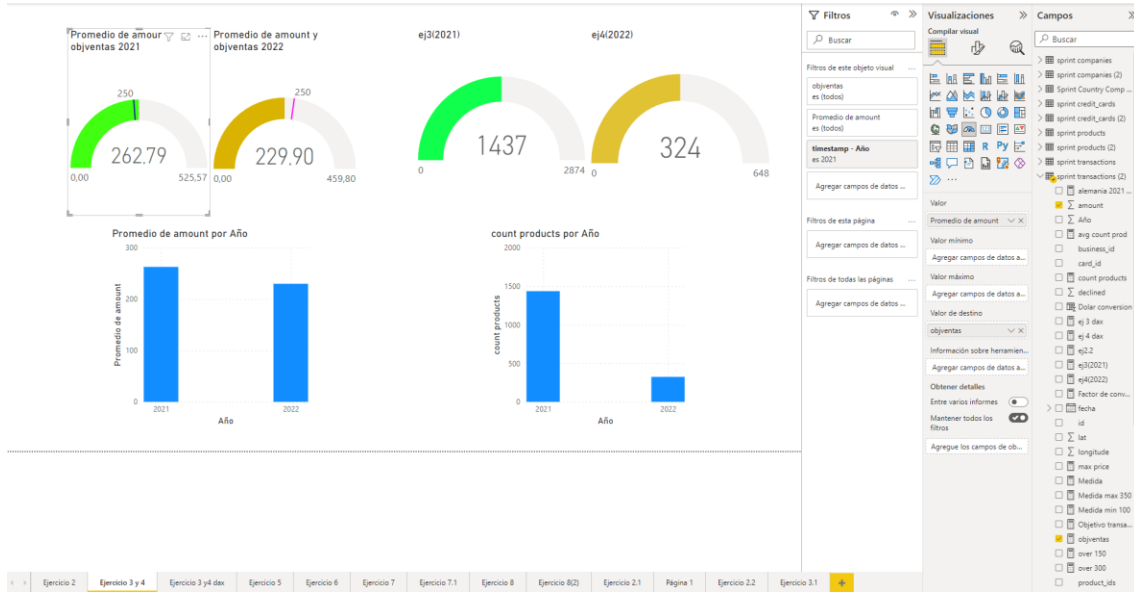 Promedio de amour
objventas 2021
250
262,79
0,00
525,57
Promedio de amount y
objventas 2022
250
229,90
0,00
459,80
ej3(2021)
1437
0
2874
ej4(2022)
324
0
648
Promedio de amount por Año
Promedio de amount
300
200
100
0
2021
2022
Año
count products por Año
count products
2000
1500
1000
500
0
2021
2022
Año
Filtros
Buscar
Filtros de este objeto visual
...
objventas
es (todos)
Promedio de amount
es (todos)
timestamp - Año
es 2021
Agregar campos de datos ...
Filtros de esta página
...
Agregar campos de datos ...
Filtros de todas las páginas
...
Agregar campos de datos ...
Visualizaciones
Compilar visual
R
Py
...
Valor
Promedio de amount
Valor mínimo
Agregar campos de datos a...
Valor máximo
Agregar campos de datos a...
Valor de destino
objventas
Información sobre herramien...
Agregar campos de datos a...
Obtener detalles
Entre varios informes
Mantener todos los
filtros
Agregue los campos de ob...
Campos
Buscar
sprint companies
sprint companies (2)
Sprint Country Comp ...
sprint credit_cards
sprint credit_cards (2)
sprint products
sprint products (2)
sprint transactions
sprint transactions (2)
alemania 2021 ...
amount
Año
avg count prod
business_id
card_id
count products
declined
Dolar conversion
ej 3 dax
ej 4 dax
ej2.2
ej3(2021)
ej4(2022)
Factor de conv...
fecha
id
lat
longitude
max price
Medida
Medida max 350
Medida min 100
Objetivo transa...
objventas
over 150
over 300
product_ids
Ejercicio 2
Ejercicio 3 y 4
Ejercicio 3 y4 dax
Ejercicio 5
Ejercicio 6
Ejercicio 7
Ejercicio 7.1
Ejercicio 8
Ejercicio 8(2)
Ejercicio 2.1
Página 1
Ejercicio 2.2
Ejercicio 3.1